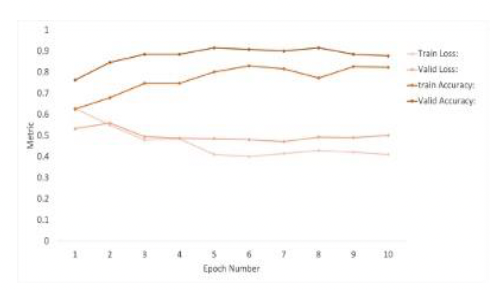 1
0.9
0.8
0.7
0.6
0.5
0.4
0.3
0.2
0.1
0
Metric
1 2 3 4 5 6 7 8 9 10
Epoch Number
Train Loss:
Valid Loss:
train Accuracy:
Valid Accuracy: